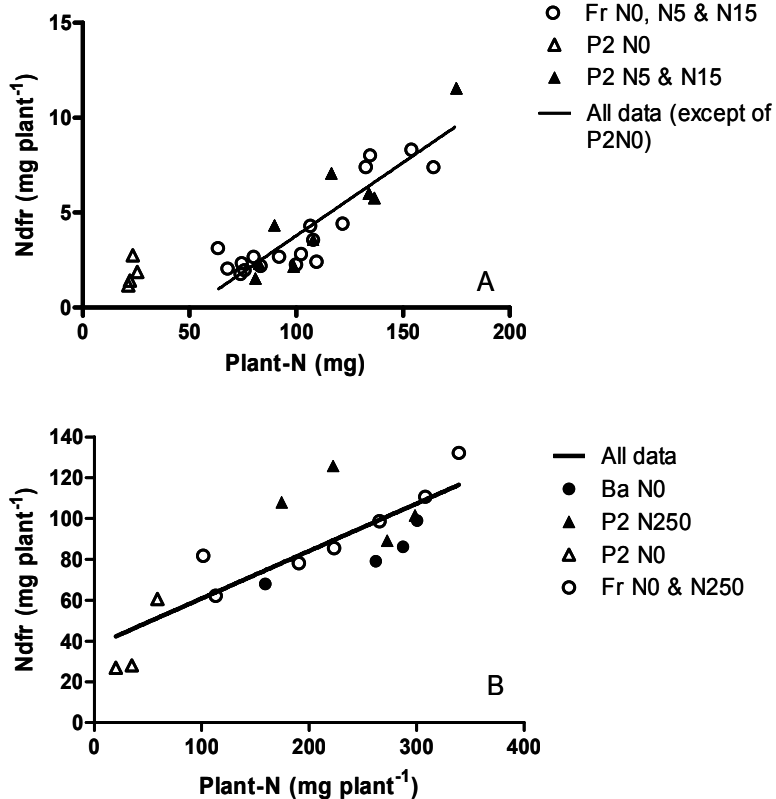 15
10
5
0
Ndfr (mg plant⁻¹)
0 50 100 150 200
Plant-N (mg)
A
Fr N0, N5 & N15
P2 N0
P2 N5 & N15
All data (except of
P2N0)
140
120
100
80
60
40
20
0
Ndfr (mg plant⁻¹)
0 100 200 300 400
Plant-N (mg plant⁻¹)
B
All data
Ba N0
P2 N250
P2 N0
Fr N0 & N250